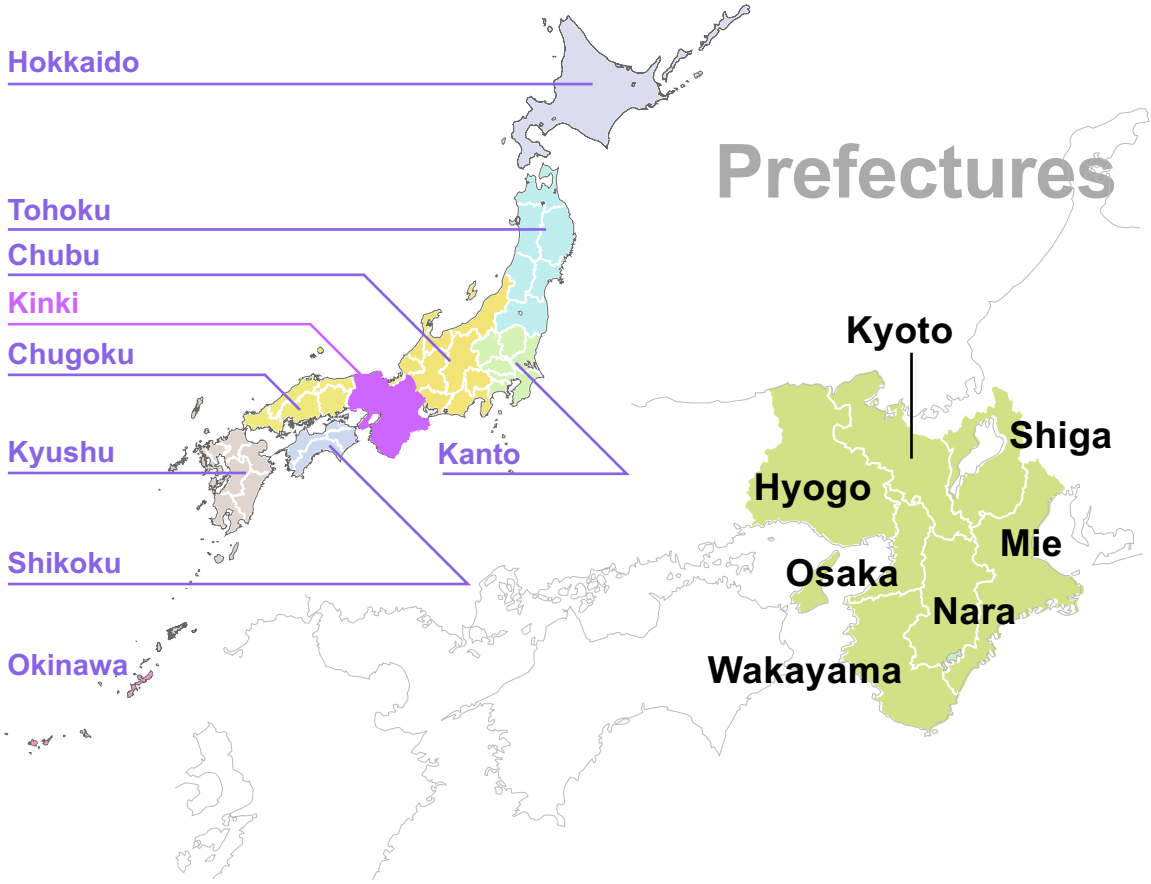 Hokkaido
Prefectures
Tohoku
Chubu
Kinki
Kyoto
Chugoku
Shiga
Kyushu
Kanto
Hyogo
Mie
Shikoku
Osaka
Nara
Okinawa
Wakayama